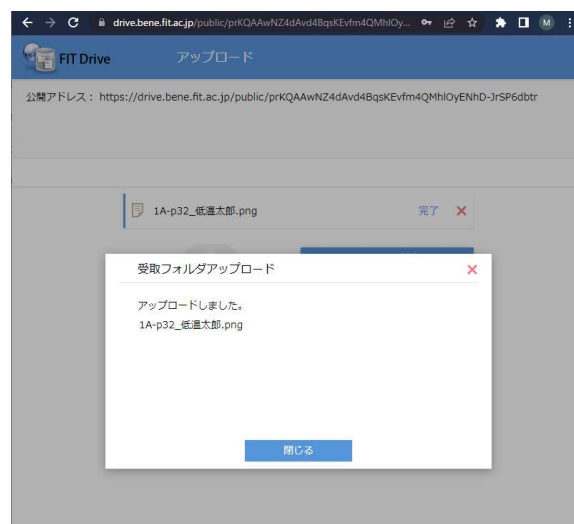 drive.bene.fit.ac.jp/public/prKQAAwNZ4dAvd4BqsKEvfm4QMhlOy...
M
FIT Drive
アップロード
公開アドレス: https://drive.bene.fit.ac.jp/public/prKQAAwNZ4dAvd4BqsKEvfm4QMhlOyENhD-JrSP6dbtr
1A-p32_低温太郎.png
完了
受取フォルダアップロード
アップロードしました。
1A-p32_低温太郎.png
閉じる